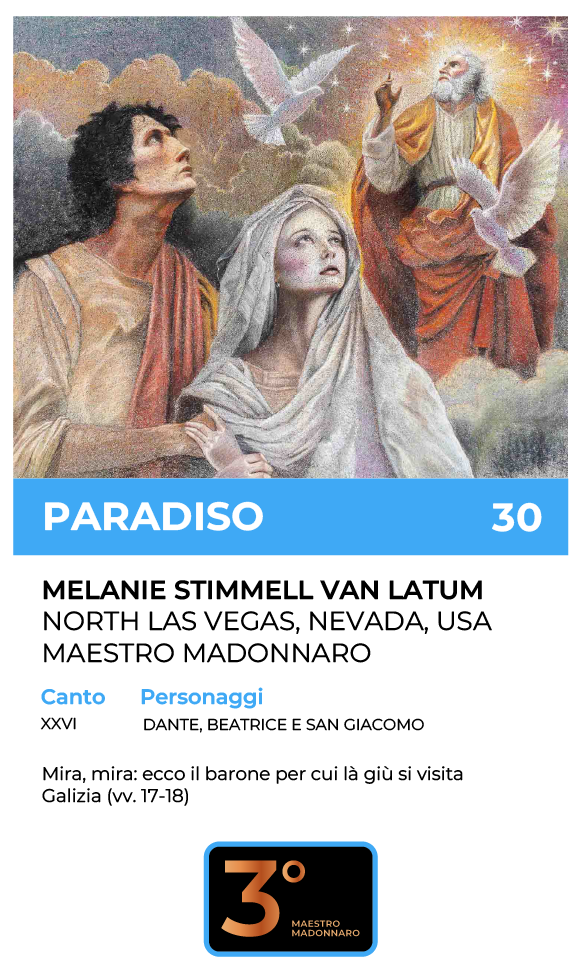 PARADISO 30
MELANIE STIMMELL VAN LATUM
NORTH LAS VEGAS, NEVADA, USA
MAESTRO MADONNARO
Canto Personaggi
XXVI DANTE, BEATRICE E SAN GIACOMO
Mira, mira: ecco il barone per cui là giù si visita
Galizia (vv. 17-18)
3°
MAESTRO
MADONNARO